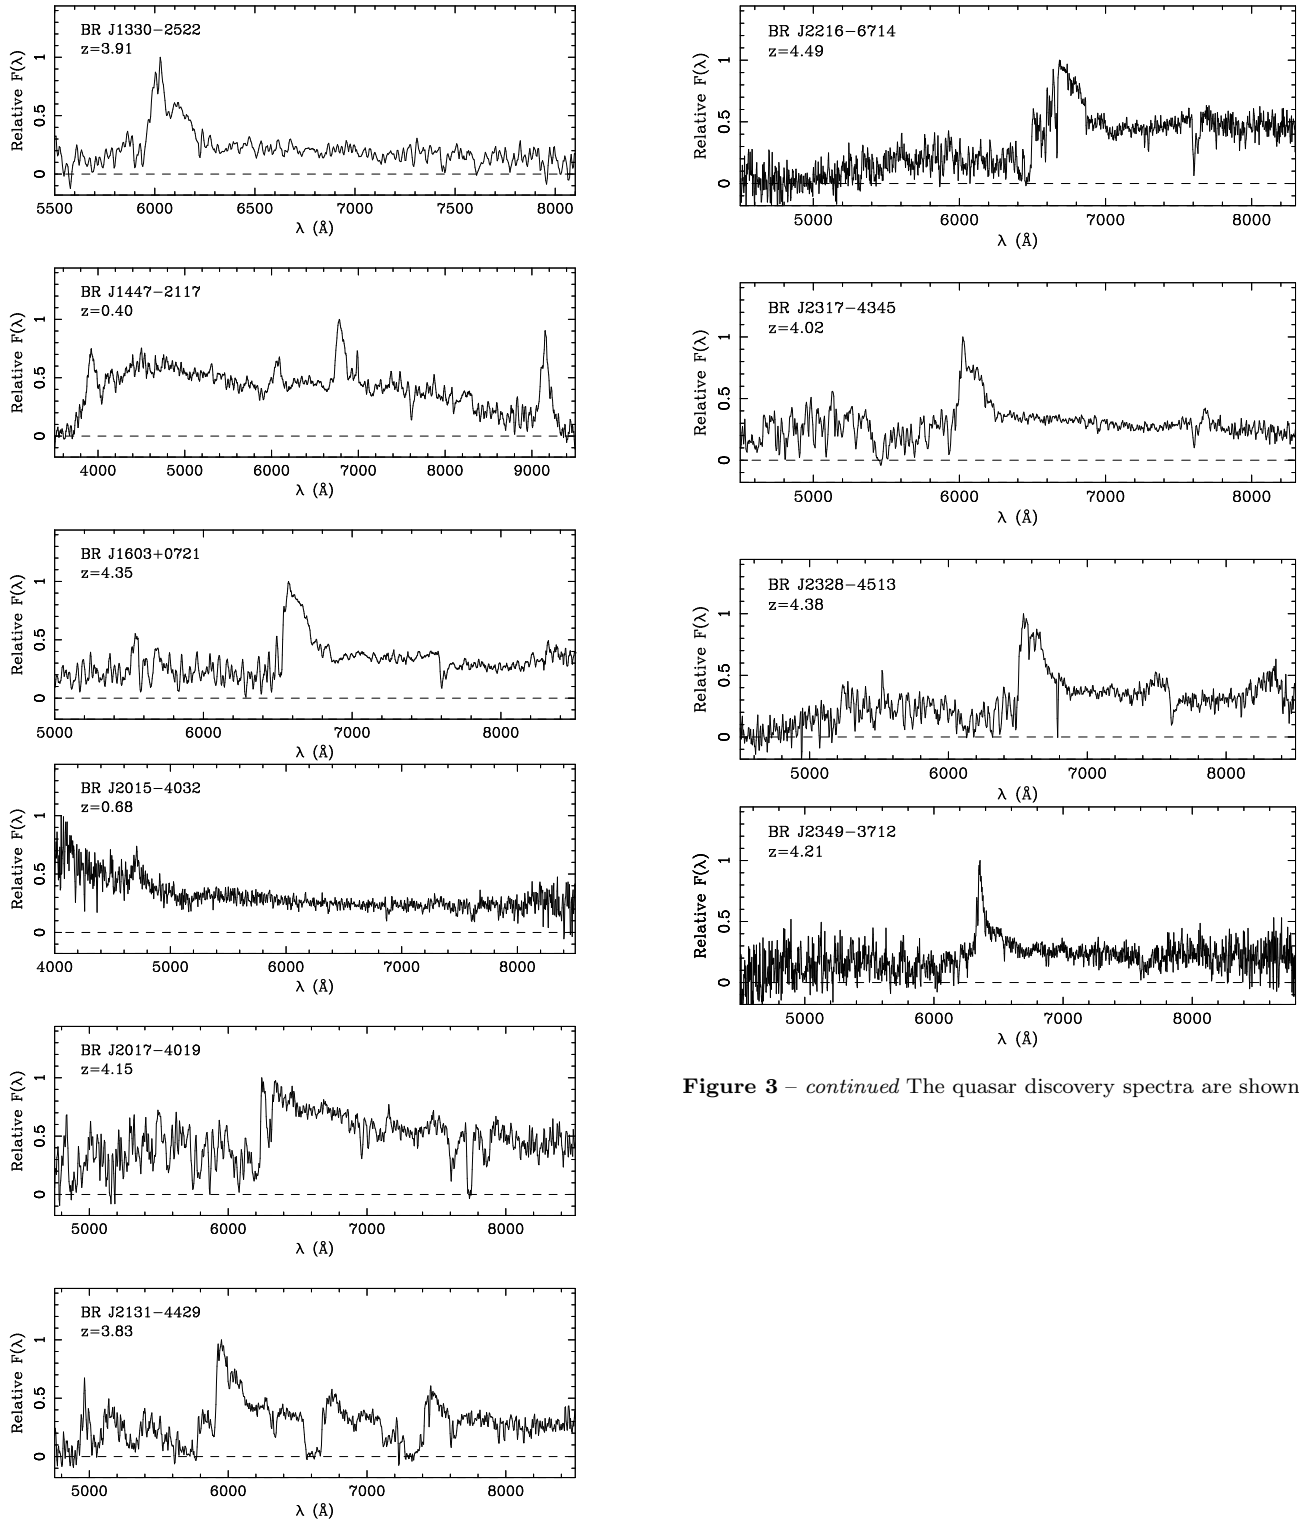 BR J1330−2522
z=3.91
Relative F(λ)
0 0.5 1
5500 6000 6500 7000 7500 8000
λ (Å)
BR J1447−2117
z=0.40
Relative F(λ)
0 0.5 1
4000 5000 6000 7000 8000 9000
λ (Å)
BR J1603+0721
z=4.35
Relative F(λ)
0 0.5 1
5000 6000 7000 8000
λ (Å)
BR J2015−4032
z=0.68
Relative F(λ)
0 0.5 1
4000 5000 6000 7000 8000
λ (Å)
BR J2017−4019
z=4.15
Relative F(λ)
0 0.5 1
5000 6000 7000 8000
λ (Å)
BR J2131−4429
z=3.83
Relative F(λ)
0 0.5 1
5000 6000 7000 8000
λ (Å)
BR J2216−6714
z=4.49
Relative F(λ)
0 0.5 1
5000 6000 7000 8000
λ (Å)
BR J2317−4345
z=4.02
Relative F(λ)
0 0.5 1
5000 6000 7000 8000
λ (Å)
BR J2328−4513
z=4.38
Relative F(λ)
0 0.5 1
5000 6000 7000 8000
λ (Å)
BR J2349−3712
z=4.21
Relative F(λ)
0 0.5 1
5000 6000 7000 8000
λ (Å)
Figure 3 – continued The quasar discovery spectra are shown